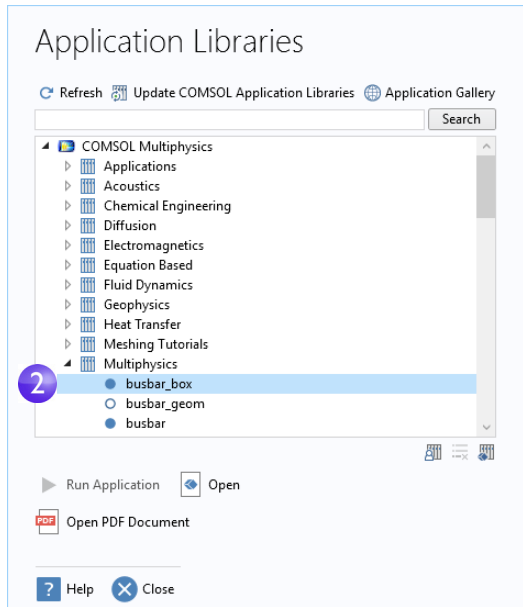 Application Libraries
Refresh Update COMSOL Application Libraries Application Gallery
Search
COMSOL Multiphysics
Applications
Acoustics
Chemical Engineering
Diffusion
Electromagnetics
Equation Based
Fluid Dynamics
Geophysics
Heat Transfer
Meshing Tutorials
Multiphysics
2 busbar_box
busbar_geom
busbar
Run Application Open
PDF Open PDF Document
? Help Close